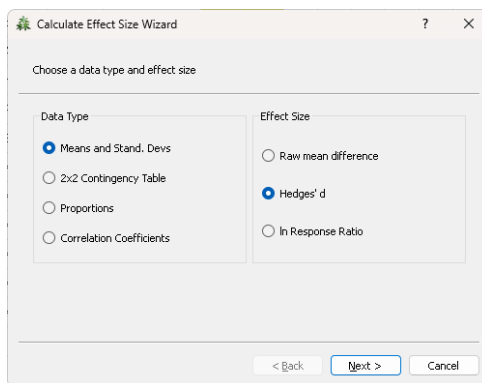 Calculate Effect Size Wizard
?
Choose a data type and effect size
Data Type
Means and Stand. Devs
2x2 Contingency Table
Proportions
Correlation Coefficients
Effect Size
Raw mean difference
Hedges' d
ln Response Ratio
< Back
Next >
Cancel